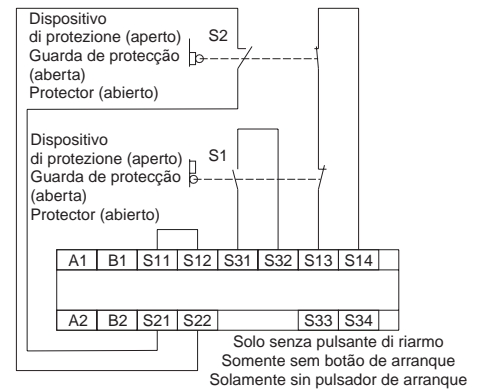 Dispositivo
di protezione (aperto)
Guarda de protecção
(aberta)
Protector (abierto)
S2
Dispositivo
di protezione (aperto)
Guarda de protecção
(aberta)
Protector (abierto)
S1
A1 B1 S11 S12 S31 S32 S13 S14
A2 B2 S21 S22 S33 S34
Solo senza pulsante di riarmo
Somente sem botão de arranque
Solamente sin pulsador de arranque